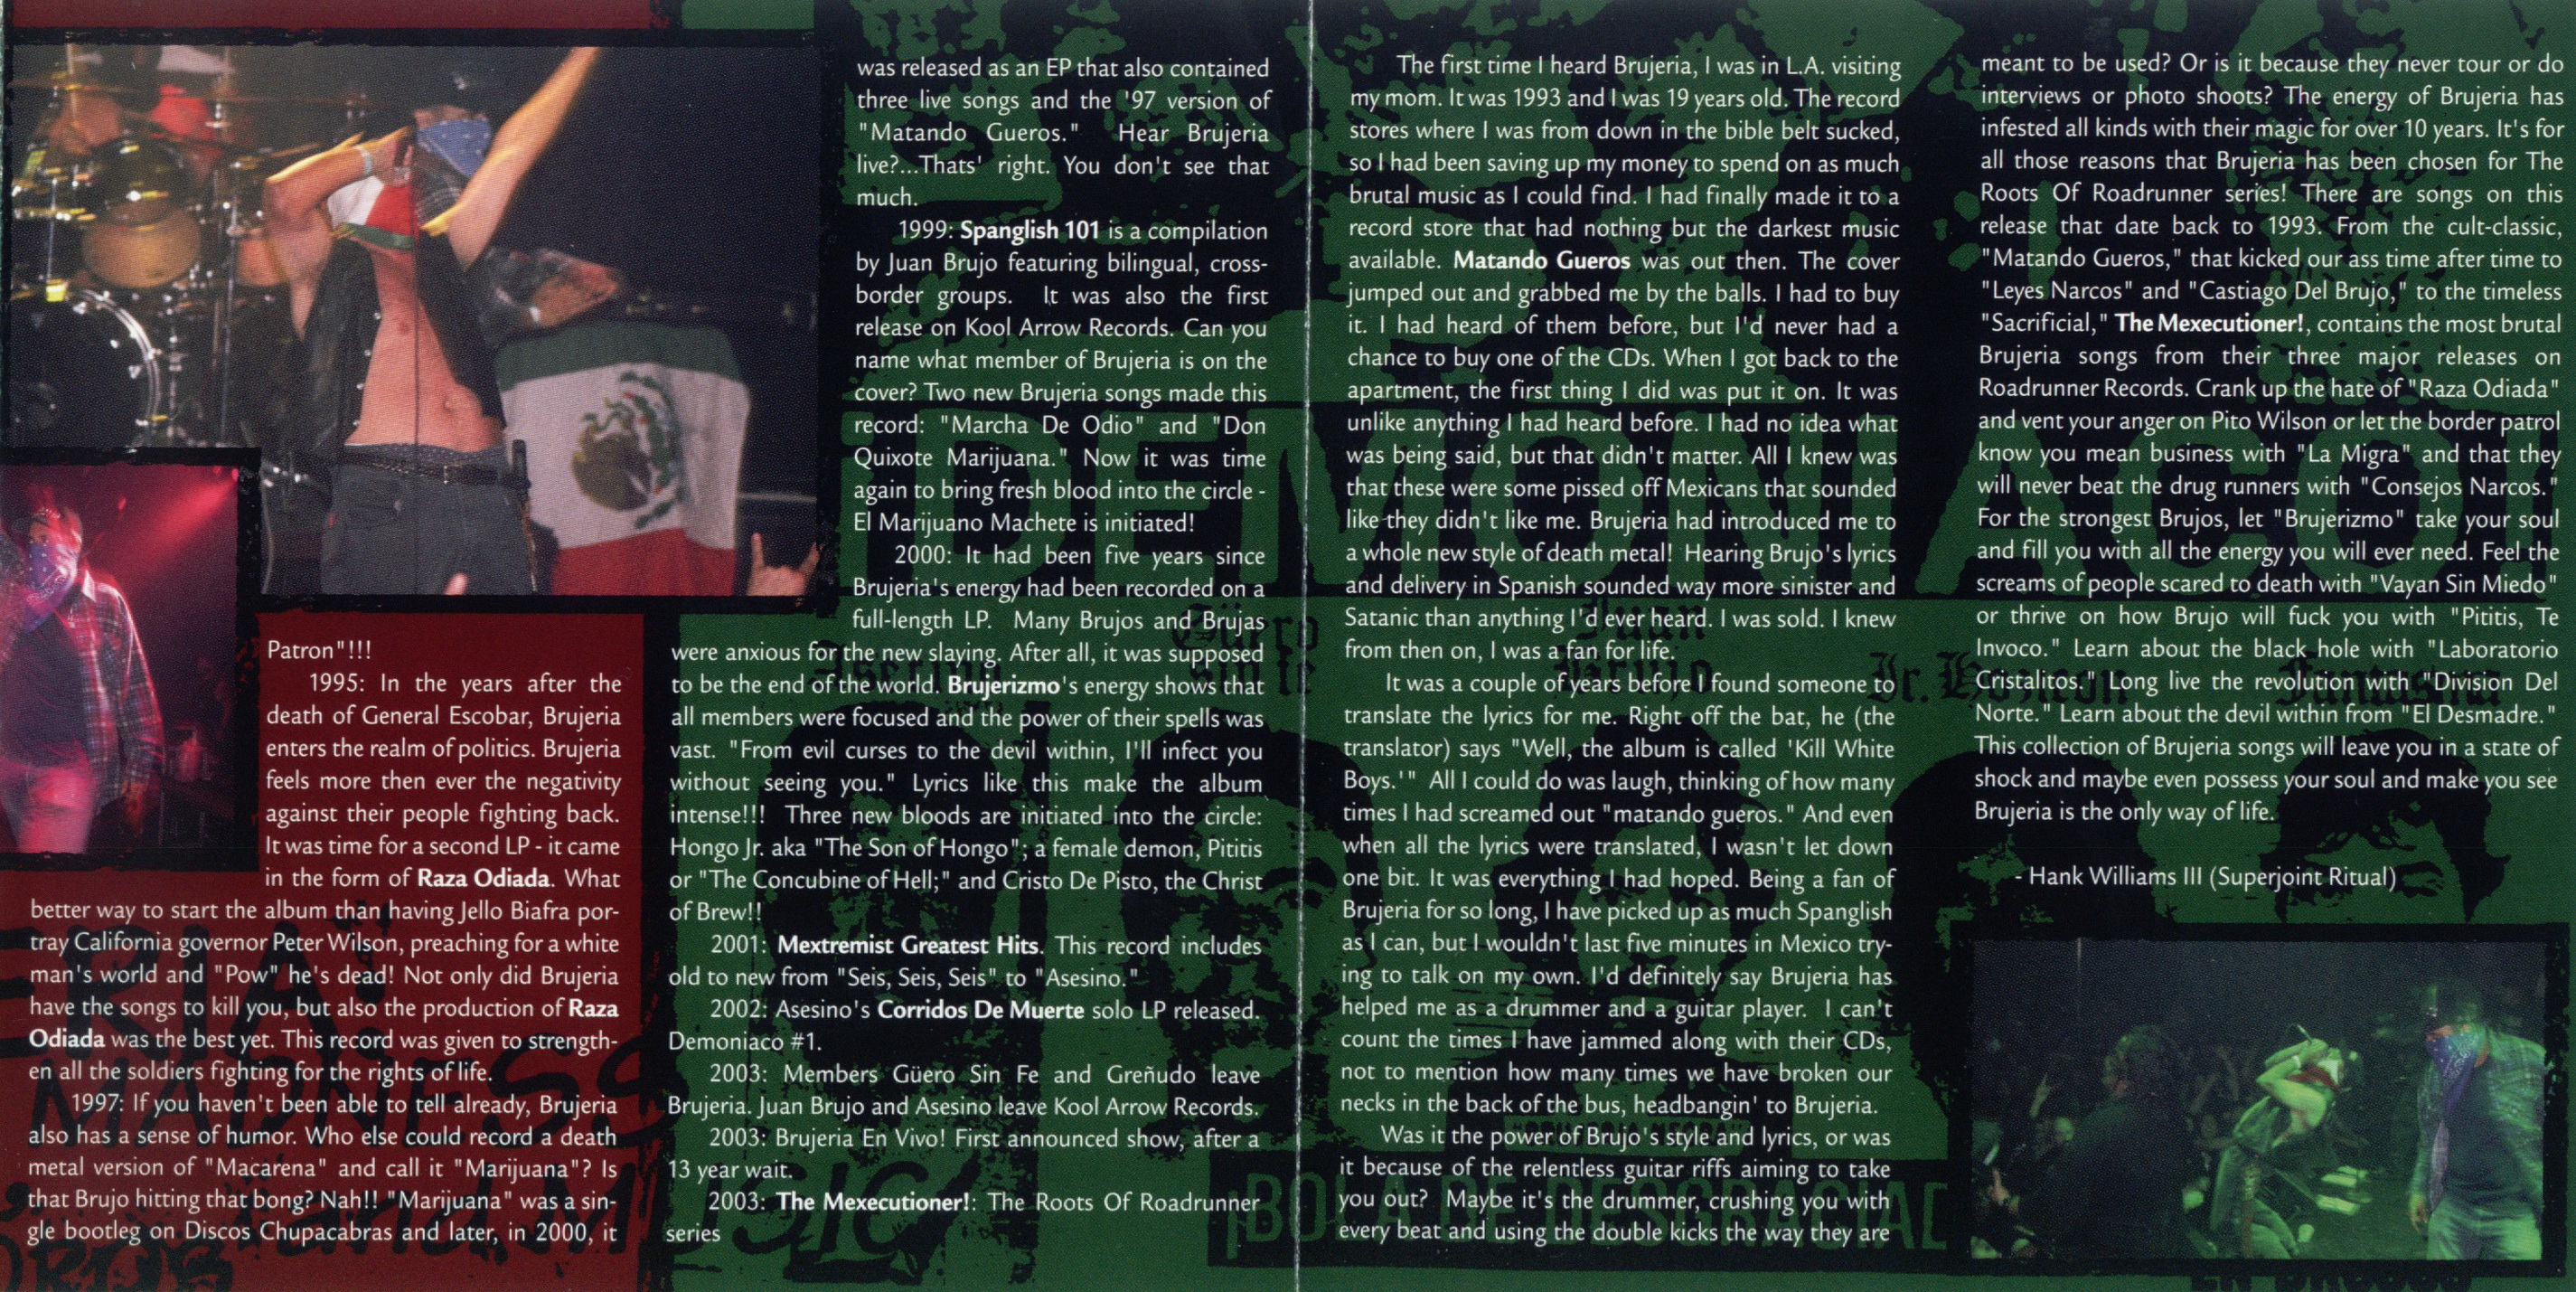 Patron"!!!
1995: In the years after the
death of General Escobar, Brujeria
enters the realm of politics. Brujeria
feels more then ever the negativity
against their people fighting back.
It was time for a second LP - it came
in the form of Raza Odiada. What
better way to start the album than having Jello Biafra por-
tray California governor Peter Wilson, preaching for a white
man's world and "Pow" he's dead! Not only did Brujeria
have the songs to kill you, but also the production of Raza
Odiada was the best yet. This record was given to strength-
en all the soldiers fighting for the rights of life.
1997: If you haven't been able to tell already, Brujeria
also has a sense of humor. Who else could record a death
metal version of "Macarena" and call it "Marijuana"? Is
that Brujo hitting that bong? Nah!! "Marijuana" was a sin-
gle bootleg on Discos Chupacabras and later, in 2000, it
was released as an EP that also contained
three live songs and the '97 version of
"Matando Gueros." Hear Brujeria
live?...Thats' right. You don't see that
much.
1999: Spanglish 101 is a compilation
by Juan Brujo featuring bilingual, cross-
border groups. It was also the first
release on Kool Arrow Records. Can you
name what member of Brujeria is on the
cover? Two new Brujeria songs made this
record: "Marcha De Odio" and "Don
Quixote Marijuana." Now it was time
again to bring fresh blood into the circle -
El Marijuano Machete is initiated!
2000: It had been five years since
Brujeria's energy had been recorded on a
full-length LP. Many Brujos and Brujas
were anxious for the new slaying. After all, it was supposed
to be the end of the world. Brujerizmo's energy shows that
all members were focused and the power of their spells was
vast. "From evil curses to the devil within, I'll infect you
without seeing you." Lyrics like this make the album
intense!!! Three new bloods are initiated into the circle:
Hongo Jr. aka "The Son of Hongo"; a female demon, Pititis
or "The Concubine of Hell;" and Cristo De Pisto, the Christ
of Brew!!
2001: Mextremist Greatest Hits. This record includes
old to new from "Seis, Seis, Seis" to "Asesino."
2002: Asesino's Corridos De Muerte solo LP released.
Demoniaco #1.
2003: Members Güero Sin Fe and Greñudo leave
Brujeria. Juan Brujo and Asesino leave Kool Arrow Records.
2003: Brujeria En Vivo! First announced show, after a
13 year wait.
2003: The Mexecutioner!: The Roots Of Roadrunner
series
The first time I heard Brujeria, I was in L.A. visiting
my mom. It was 1993 and I was 19 years old. The record
stores where I was from down in the bible belt sucked,
so I had been saving up my money to spend on as much
brutal music as I could find. I had finally made it to a
record store that had nothing but the darkest music
available. Matando Gueros was out then. The cover
jumped out and grabbed me by the balls. I had to buy
it. I had heard of them before, but I'd never had a
chance to buy one of the CDs. When I got back to the
apartment, the first thing I did was put it on. It was
unlike anything I had heard before. I had no idea what
was being said, but that didn't matter. All I knew was
that these were some pissed off Mexicans that sounded
like they didn't like me. Brujeria had introduced me to
a whole new style of death metal! Hearing Brujo's lyrics
and delivery in Spanish sounded way more sinister and
Satanic than anything I'd ever heard. I was sold. I knew
from then on, I was a fan for life.
It was a couple of years before I found someone to
translate the lyrics for me. Right off the bat, he (the
translator) says "Well, the album is called 'Kill White
Boys.'" All I could do was laugh, thinking of how many
times I had screamed out "matando gueros." And even
when all the lyrics were translated, I wasn't let down
one bit. It was everything I had hoped. Being a fan of
Brujeria for so long, I have picked up as much Spanglish
as I can, but I wouldn't last five minutes in Mexico try-
ing to talk on my own. I'd definitely say Brujeria has
helped me as a drummer and a guitar player. I can't
count the times I have jammed along with their CDs,
not to mention how many times we have broken our
necks in the back of the bus, headbangin' to Brujeria.
Was it the power of Brujo's style and lyrics, or was
it because of the relentless guitar riffs aiming to take
you out? Maybe it's the drummer, crushing you with
every beat and using the double kicks the way they are
meant to be used? Or is it because they never tour or do
interviews or photo shoots? The energy of Brujeria has
infested all kinds with their magic for over 10 years. It's for
all those reasons that Brujeria has been chosen for The
Roots Of Roadrunner series! There are songs on this
release that date back to 1993. From the cult-classic,
"Matando Gueros," that kicked our ass time after time to
"Leyes Narcos" and "Castiago Del Brujo," to the timeless
"Sacrificial," The Mexecutioner!, contains the most brutal
Brujeria songs from their three major releases on
Roadrunner Records. Crank up the hate of "Raza Odiada"
and vent your anger on Pito Wilson or let the border patrol
know you mean business with "La Migra" and that they
will never beat the drug runners with "Consejos Narcos."
For the strongest Brujos, let "Brujerizmo" take your soul
and fill you with all the energy you will ever need. Feel the
screams of people scared to death with "Vayan Sin Miedo"
or thrive on how Brujo will fuck you with "Pititis, Te
Invoco." Learn about the black hole with "Laboratorio
Cristalitos." Long live the revolution with "Division Del
Norte." Learn about the devil within from "El Desmadre."
This collection of Brujeria songs will leave you in a state of
shock and maybe even possess your soul and make you see
Brujeria is the only way of life.
- Hank Williams III (Superjoint Ritual)
¡DEMONIACO!
Güero
sin fe
Juan
Brujo
Asesino
Jr. Hongo
Fantasma
MADNESS